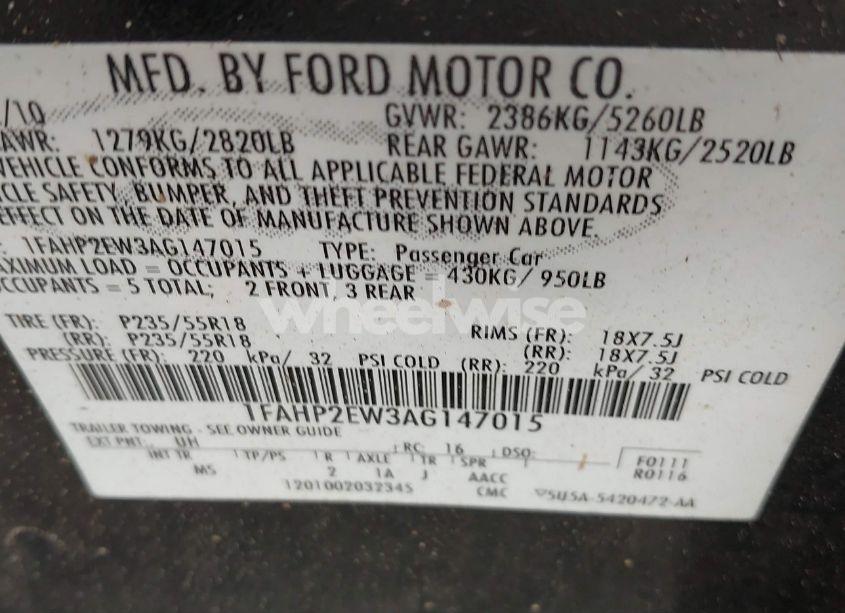 MFD. BY FORD MOTOR CO.
/10 GVWR: 2386KG/5260LB
AWR: 1279KG/2820LB REAR GAWR: 1143KG/2520LB
VEHICLE CONFORMS TO ALL APPLICABLE FEDERAL MOTOR
CLE SAFETY, BUMPER, AND THEFT PREVENTION STANDARDS
EFFECT ON THE DATE OF MANUFACTURE SHOWN ABOVE.
: 1FAHP2EW3AG147015 TYPE: Passenger Car
AXIMUM LOAD = OCCUPANTS + LUGGAGE = 430KG/ 950LB
OCCUPANTS = 5 TOTAL; 2 FRONT, 3 REAR
wheelwise
TIRE (FR): P235/55R18 RIMS (FR): 18X7.5J
(RR): P235/55R18 (RR): 18X7.5J
PRESSURE (FR): 220 kPa/ 32 PSI COLD (RR): 220 kPa/ 32 PSI COLD
1FAHP2EW3AG147015
TRAILER TOWING - SEE OWNER GUIDE
EXT PNT: UH RC: 16 DSO: F0111
INT TR TP/PS R AXLE TR SPR R0116
MS 2 1A J AACC
1201002032345 CMC 5U5A-5420472-AA